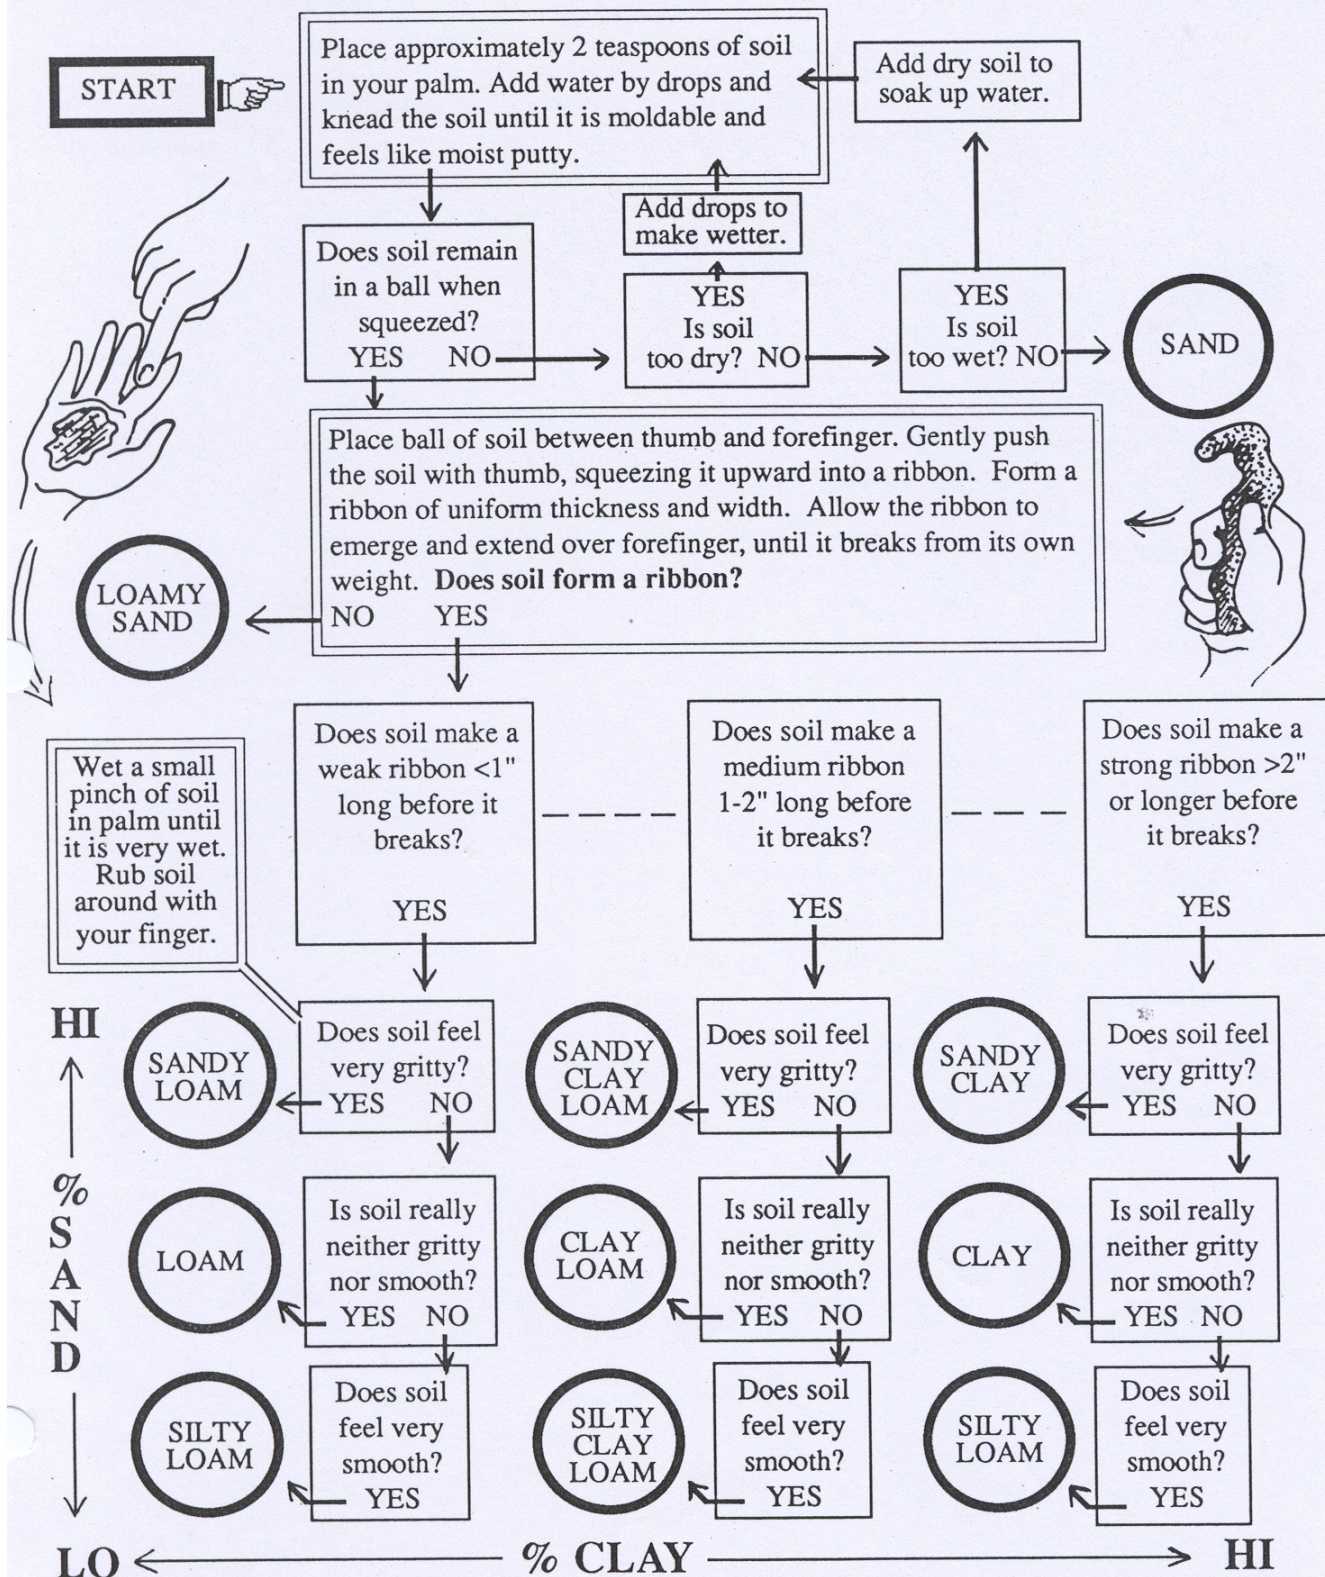 START
Place approximately 2 teaspoons of soil
in your palm. Add water by drops and
knead the soil until it is moldable and
feels like moist putty.
Add dry soil to
soak up water.
Add drops to
make wetter.
Does soil remain
in a ball when
squeezed?
YES NO
YES
Is soil
too dry? NO
YES
Is soil
too wet? NO
SAND
Place ball of soil between thumb and forefinger. Gently push
the soil with thumb, squeezing it upward into a ribbon. Form a
ribbon of uniform thickness and width. Allow the ribbon to
emerge and extend over forefinger, until it breaks from its own
weight. Does soil form a ribbon?
NO YES
LOAMY
SAND
Wet a small
pinch of soil
in palm until
it is very wet.
Rub soil
around with
your finger.
Does soil make a
weak ribbon <1"
long before it
breaks?
YES
Does soil make a
medium ribbon
1-2" long before
it breaks?
YES
Does soil make a
strong ribbon >2"
or longer before
it breaks?
YES
HI
%
S
A
N
D
SANDY
LOAM
Does soil feel
very gritty?
YES NO
SANDY
CLAY
LOAM
Does soil feel
very gritty?
YES NO
SANDY
CLAY
Does soil feel
very gritty?
YES NO
LOAM
Is soil really
neither gritty
nor smooth?
YES NO
CLAY
LOAM
Is soil really
neither gritty
nor smooth?
YES NO
CLAY
Is soil really
neither gritty
nor smooth?
YES NO
SILTY
LOAM
Does soil
feel very
smooth?
YES
SILTY
CLAY
LOAM
Does soil
feel very
smooth?
YES
SILTY
LOAM
Does soil
feel very
smooth?
YES
LO % CLAY HI